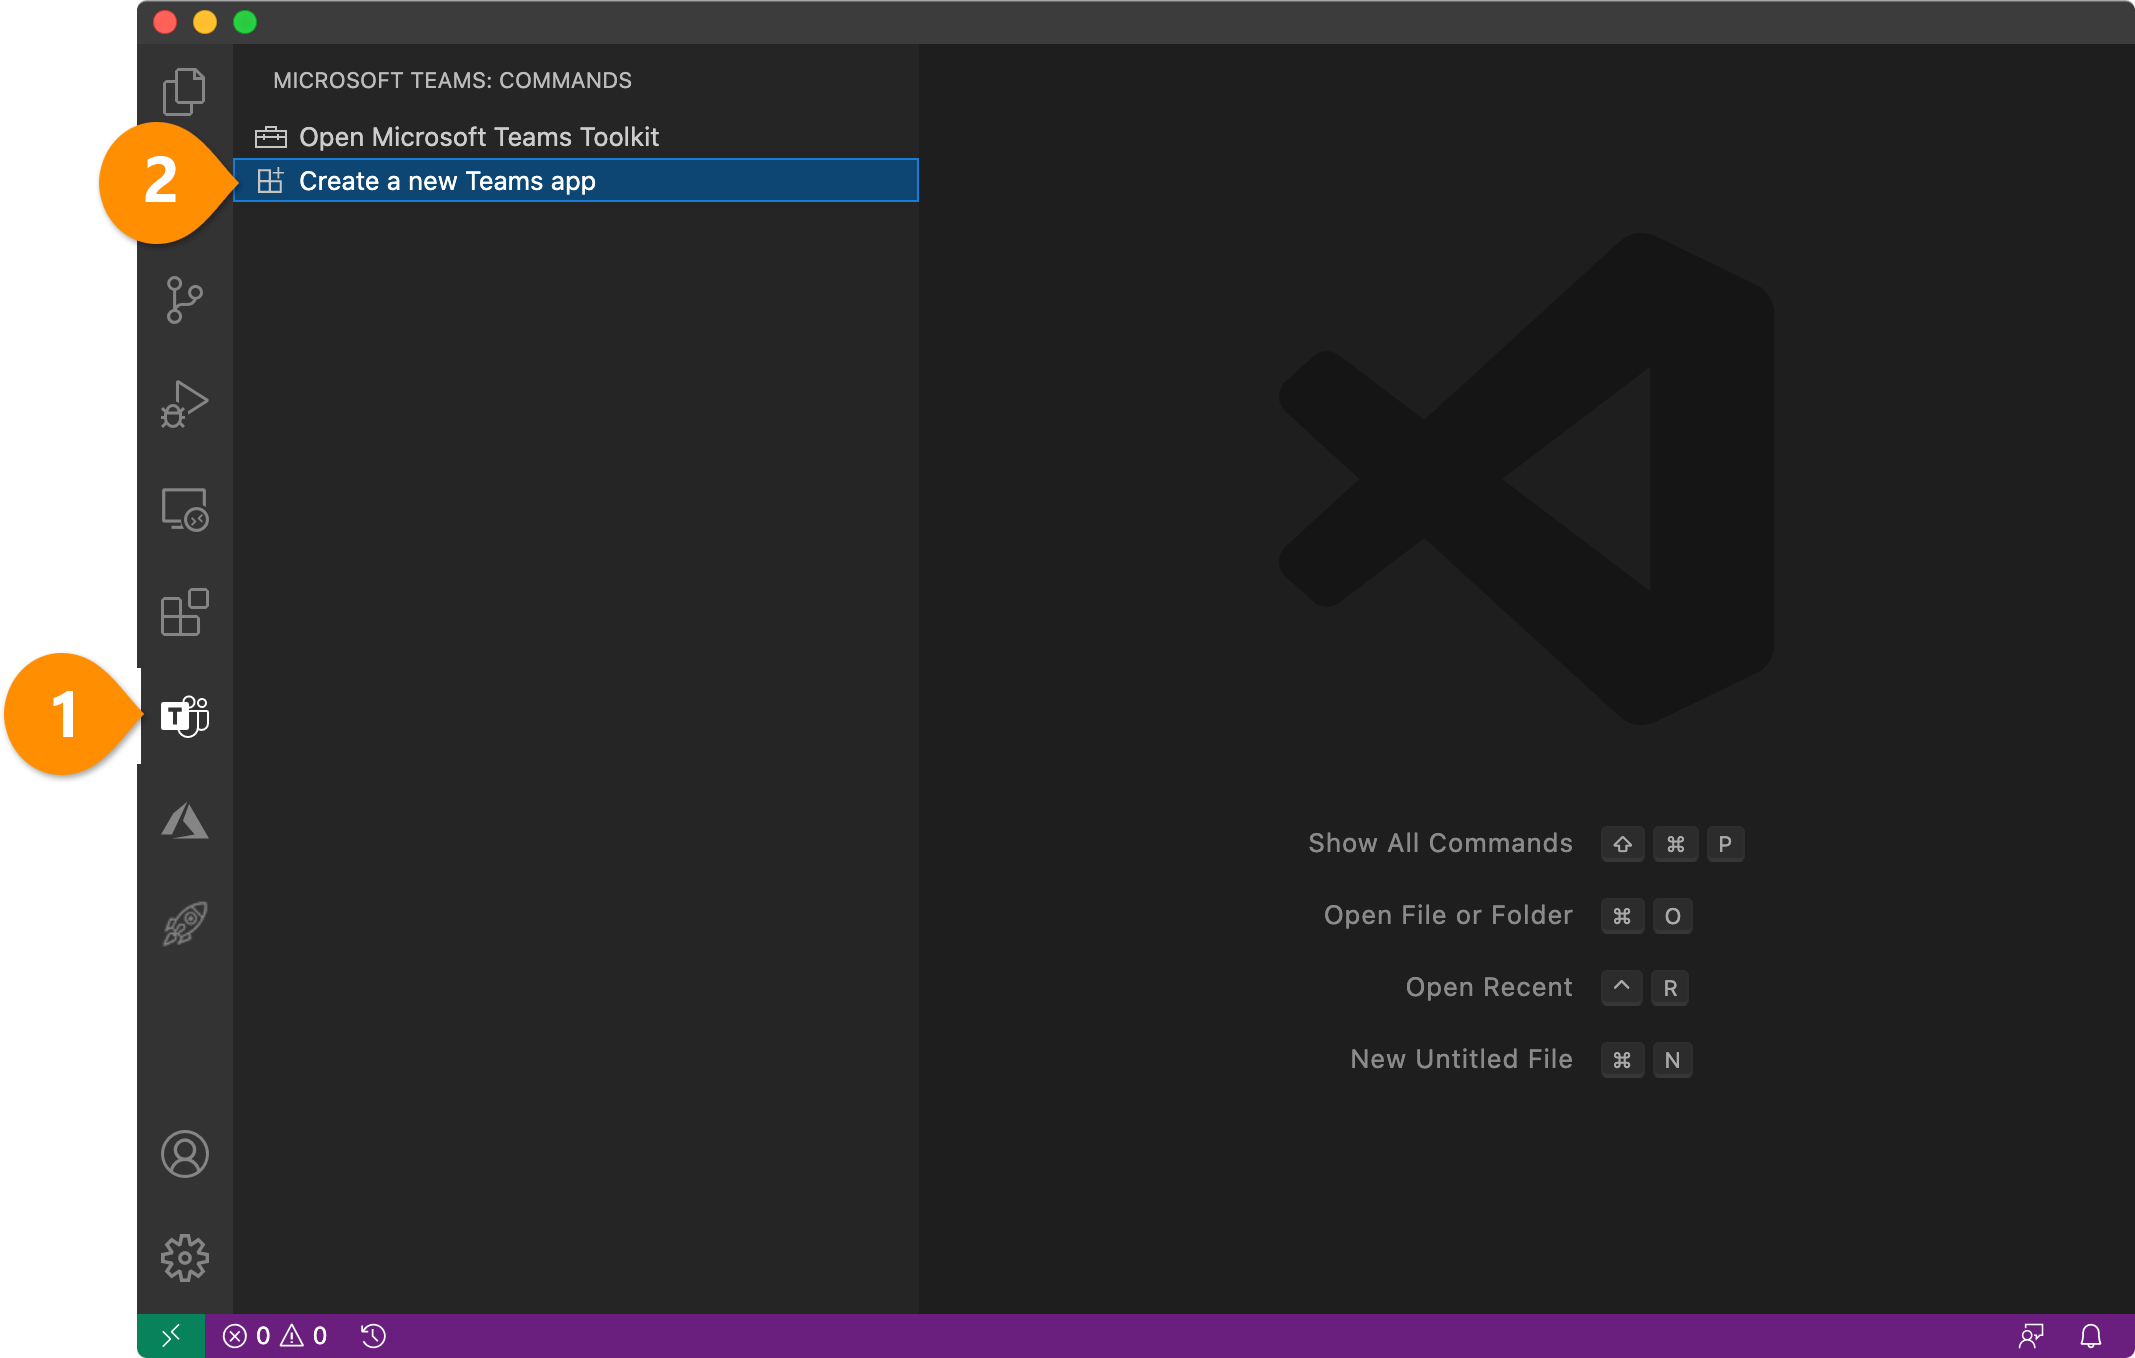 MICROSOFT TEAMS: COMMANDS
Open Microsoft Teams Toolkit
2
Create a new Teams app
1
T
Show All Commands ⇧ ⌘ P
Open File or Folder ⌘ O
Open Recent ^ R
New Untitled File ⌘ N
0 0